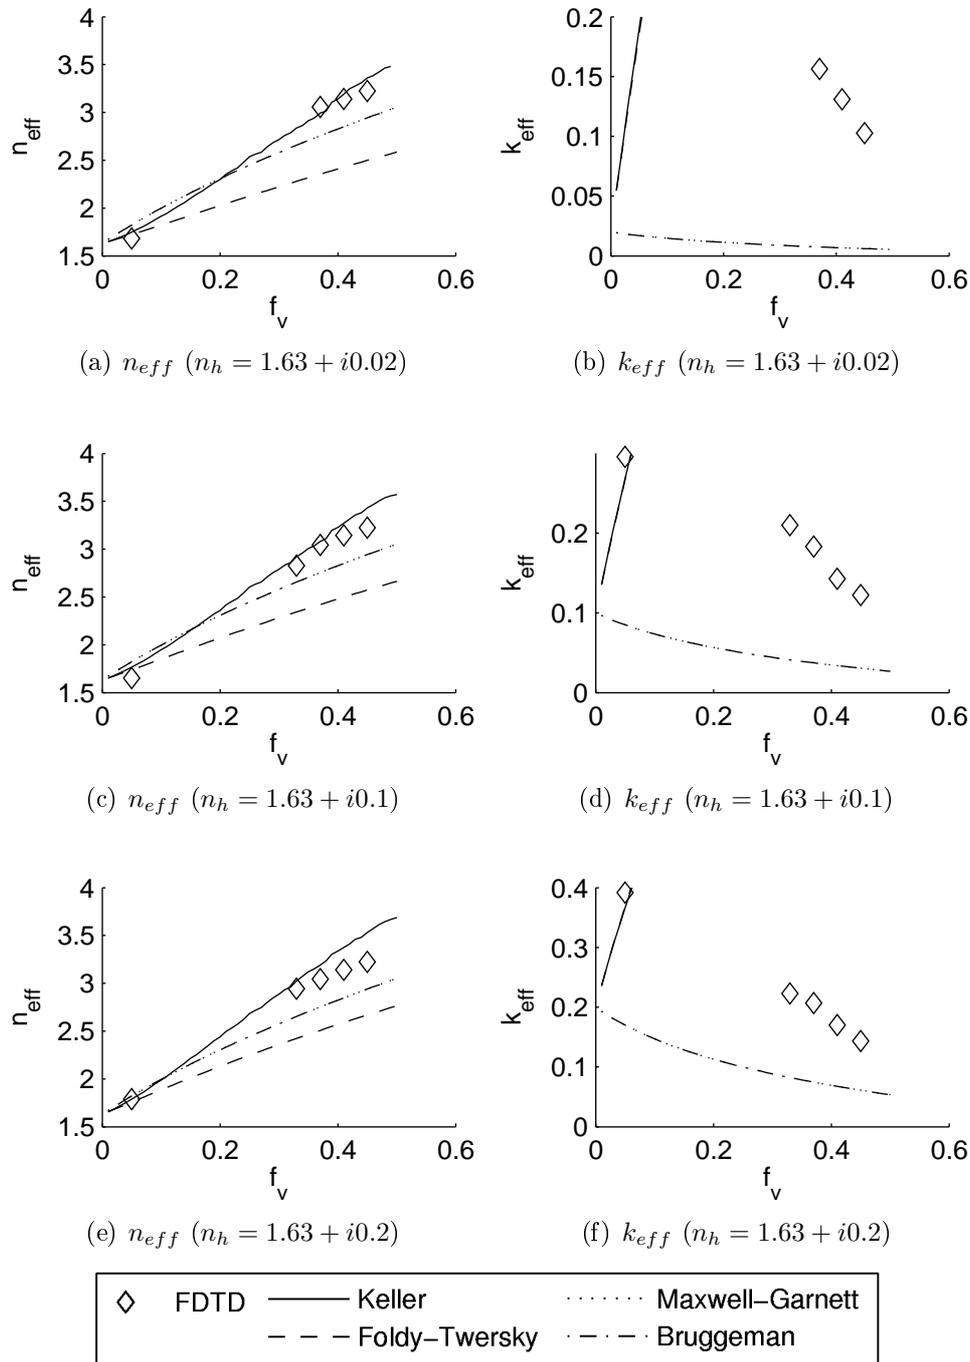 4
3.5
3
2.5
2
1.5
0
0.2
0.4
0.6
n_eff
f_v
(a) n_eff (n_h = 1.63 + i0.02)
0.2
0.15
0.1
0.05
0
0
0.2
0.4
0.6
k_eff
f_v
(b) k_eff (n_h = 1.63 + i0.02)
4
3.5
3
2.5
2
1.5
0
0.2
0.4
0.6
n_eff
f_v
(c) n_eff (n_h = 1.63 + i0.1)
0.2
0.1
0
0
0.2
0.4
0.6
k_eff
f_v
(d) k_eff (n_h = 1.63 + i0.1)
4
3.5
3
2.5
2
1.5
0
0.2
0.4
0.6
n_eff
f_v
(e) n_eff (n_h = 1.63 + i0.2)
0.4
0.3
0.2
0.1
0
0
0.2
0.4
0.6
k_eff
f_v
(f) k_eff (n_h = 1.63 + i0.2)
FDTD
Keller
Maxwell−Garnett
Foldy−Twersky
Bruggeman